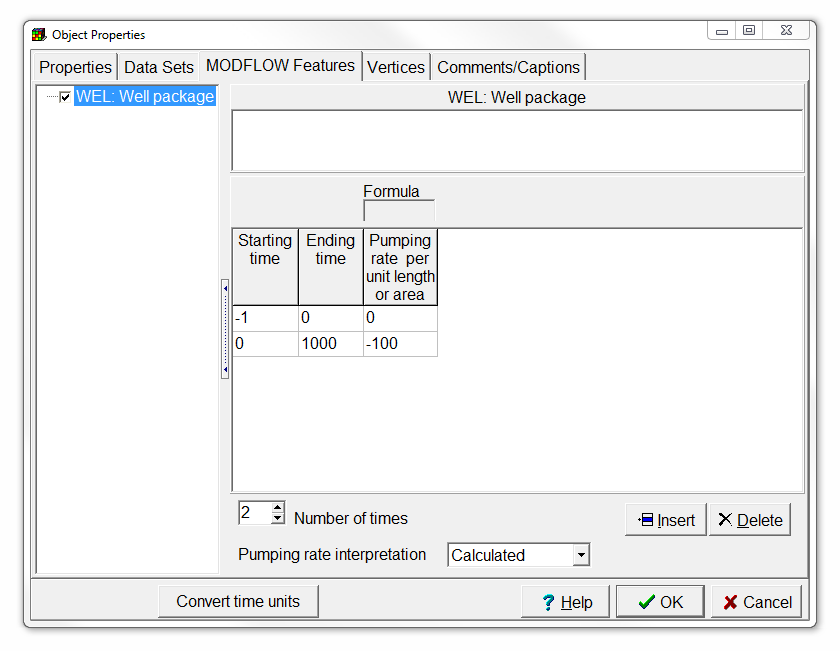 Object Properties
Properties
Data Sets
MODFLOW Features
Vertices
Comments/Captions
WEL: Well package
WEL: Well package
Formula
Starting
time
Ending
time
Pumping
rate per
unit length
or area
-1
0
0
0
1000
-100
2
Number of times
Insert
Delete
Pumping rate interpretation
Calculated
Convert time units
? Help
OK
Cancel